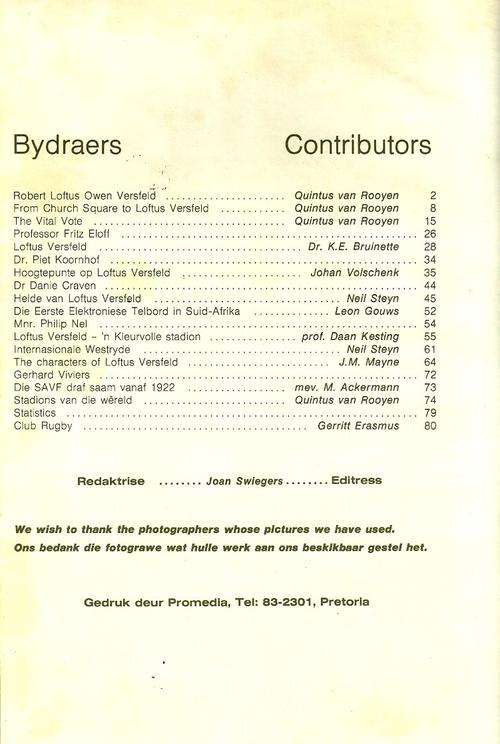 Bydraers Contributors
Robert Loftus Owen Versfeld ...................... Quintus van Rooyen 2
From Church Square to Loftus Versfeld ............ Quintus van Rooyen 8
The Vital Vote ................................... Quintus van Rooyen 15
Professor Fritz Eloff ............................ 26
Loftus Versfeld .................................. Dr. K.E. Bruinette 28
Dr. Piet Koornhof ................................ 34
Hoogtepunte op Loftus Versfeld ................... Johan Volschenk 35
Dr Danie Craven .................................. 44
Helde van Loftus Versfeld ........................ Neil Steyn 45
Die Eerste Elektroniese Telbord in Suid-Afrika ... Leon Gouws 52
Mnr. Philip Nel .................................. 54
Loftus Versfeld – 'n Kleurvolle stadion .......... prof. Daan Kesting 55
Internasionale Westryde .......................... Neil Steyn 61
The characters of Loftus Versfeld ................ J.M. Mayne 64
Gerhard Viviers .................................. 72
Die SAVF draf saam vanaf 1922 .................... mev. M. Ackermann 73
Stadions van die wêreld .......................... Quintus van Rooyen 74
Statistics ....................................... 79
Club Rugby ....................................... Gerritt Erasmus 80
Redaktrise ........ Joan Swiegers ........ Editress
We wish to thank the photographers whose pictures we have used.
Ons bedank die fotograwe wat hulle werk aan ons beskikbaar gestel het.
Gedruk deur Promedia, Tel: 83-2301, Pretoria